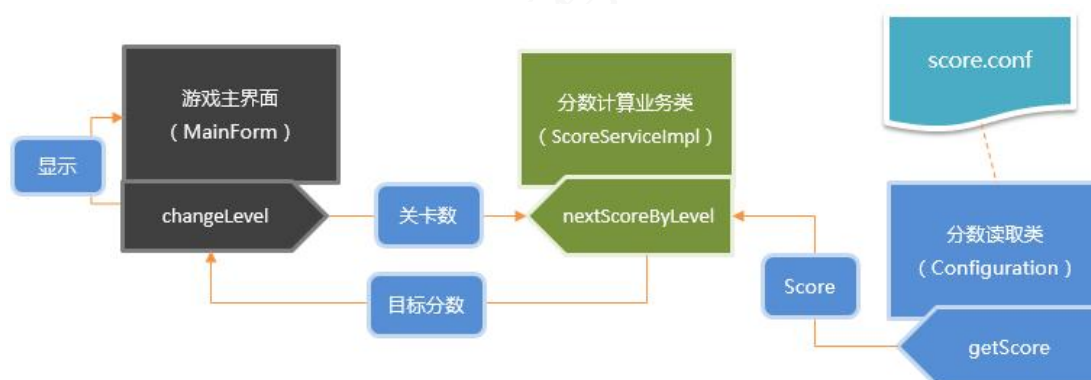 score.conf
游戏主界面
（MainForm）
分数计算业务类
（ScoreServiceImpl）
显示
changeLevel
关卡数
nextScoreByLevel
分数读取类
（Configuration）
目标分数
Score
getScore